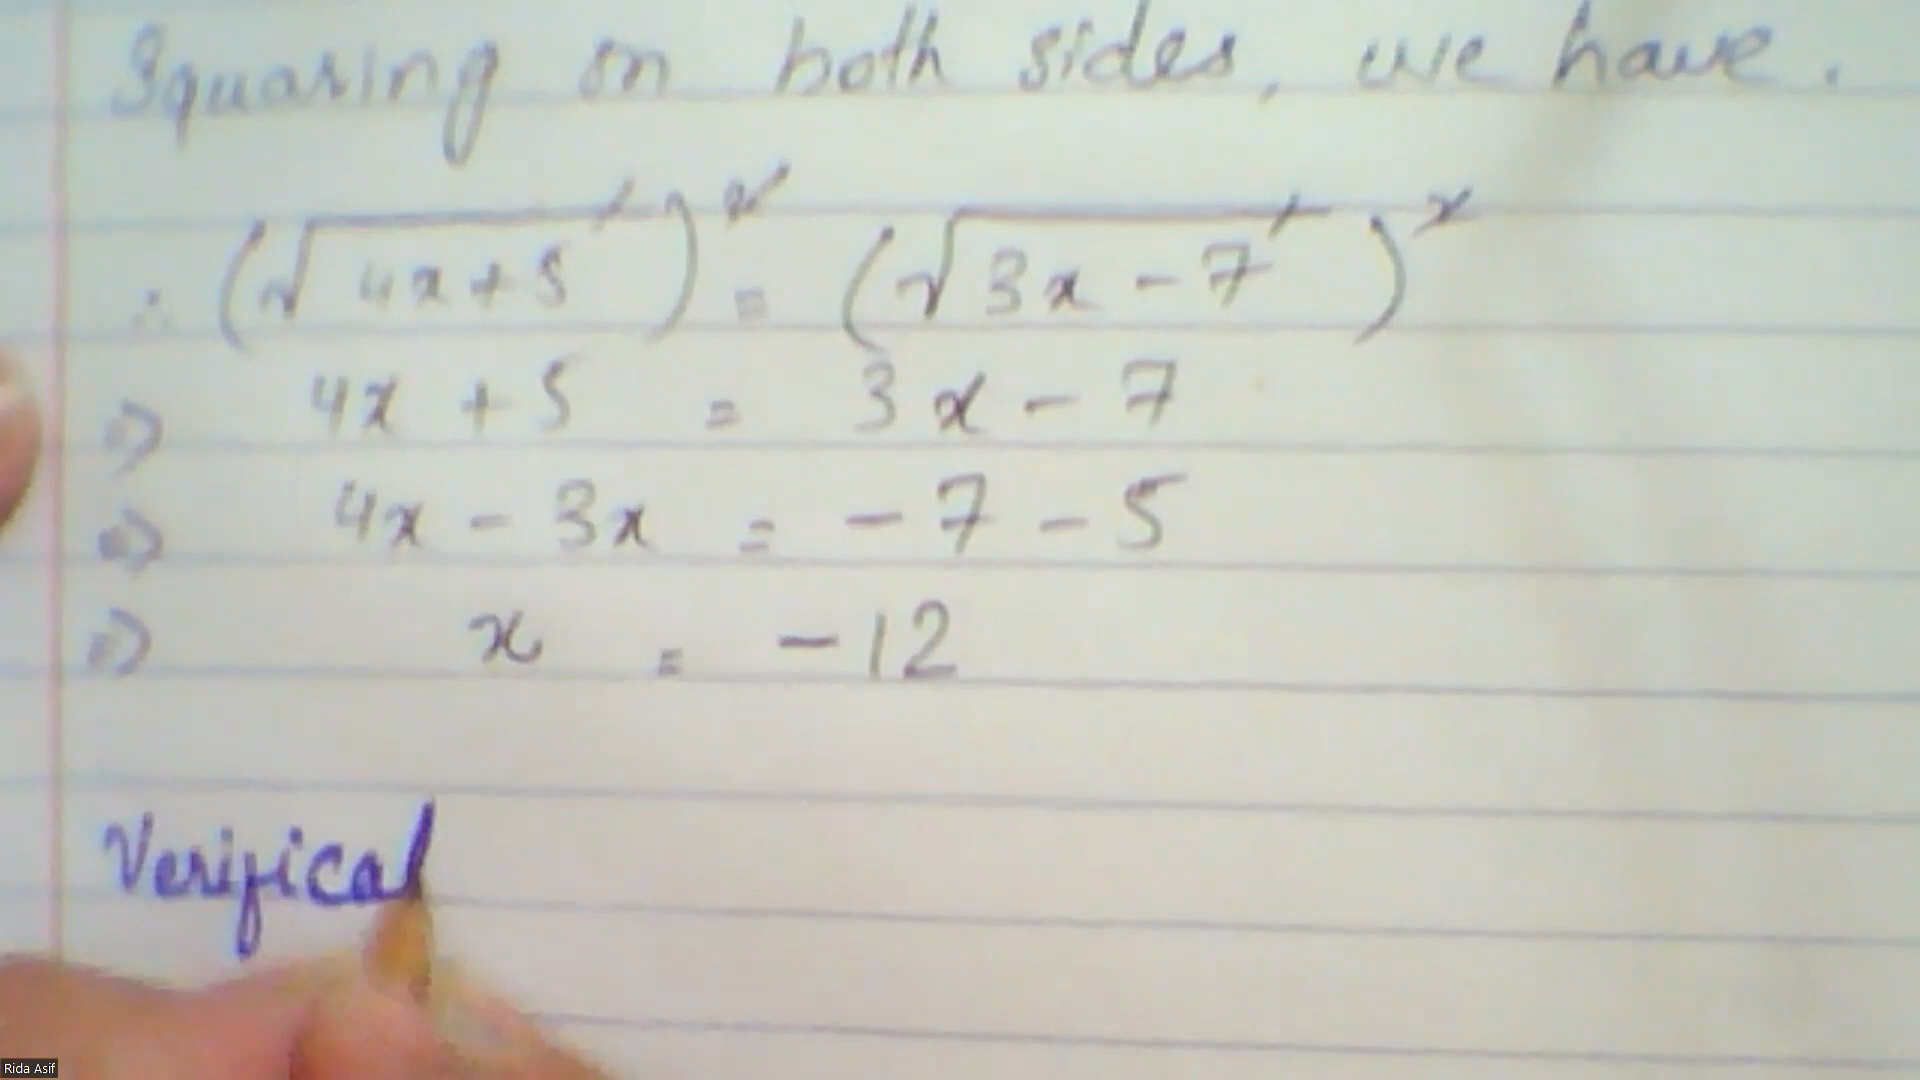 Squaring on both sides, we have.
∴ (√4x+5)² = (√3x-7)²
⇒ 4x + 5 = 3x - 7
⇒ 4x - 3x = -7 - 5
⇒ x = -12
Verificat
Rida Asif